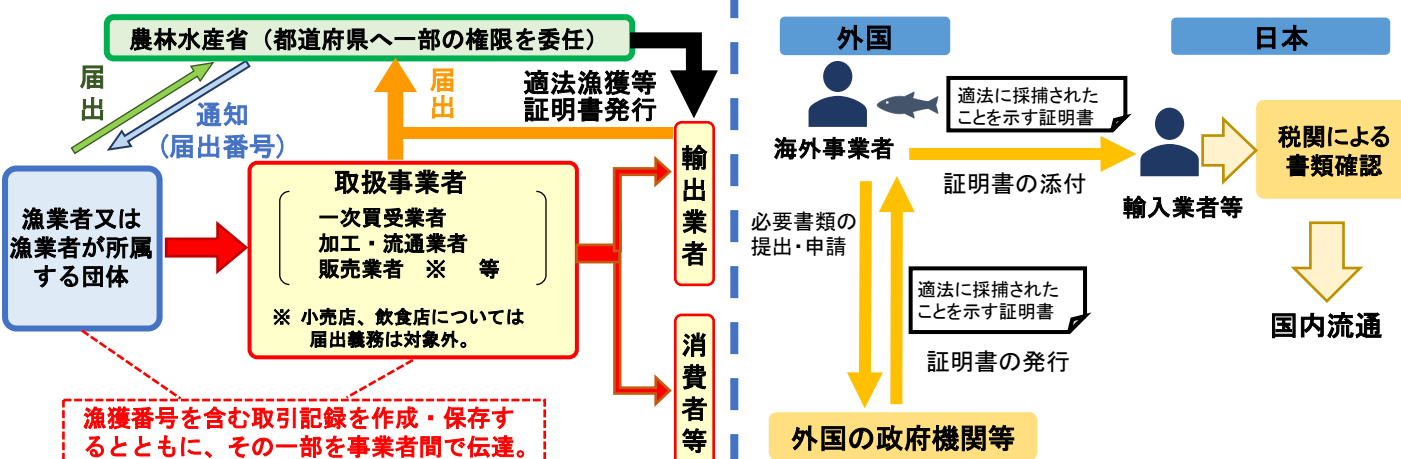 農林水産省（都道府県へ一部の権限を委任）
届
出
通知
(届出番号)
届
出
適法漁獲等
証明書発行
漁業者又は
漁業者が所属
する団体
取扱事業者
一次買受業者
加工・流通業者
販売業者　※　等
※ 小売店、飲食店については
届出義務は対象外。
輸
出
業
者
消
費
者
等
漁獲番号を含む取引記録を作成・保存す
るとともに、その一部を事業者間で伝達。
外国
日本
海外事業者
適法に採捕された
ことを示す証明書
証明書の添付
輸入業者等
税関による
書類確認
必要書類の
提出・申請
適法に採捕された
ことを示す証明書
証明書の発行
国内流通
外国の政府機関等